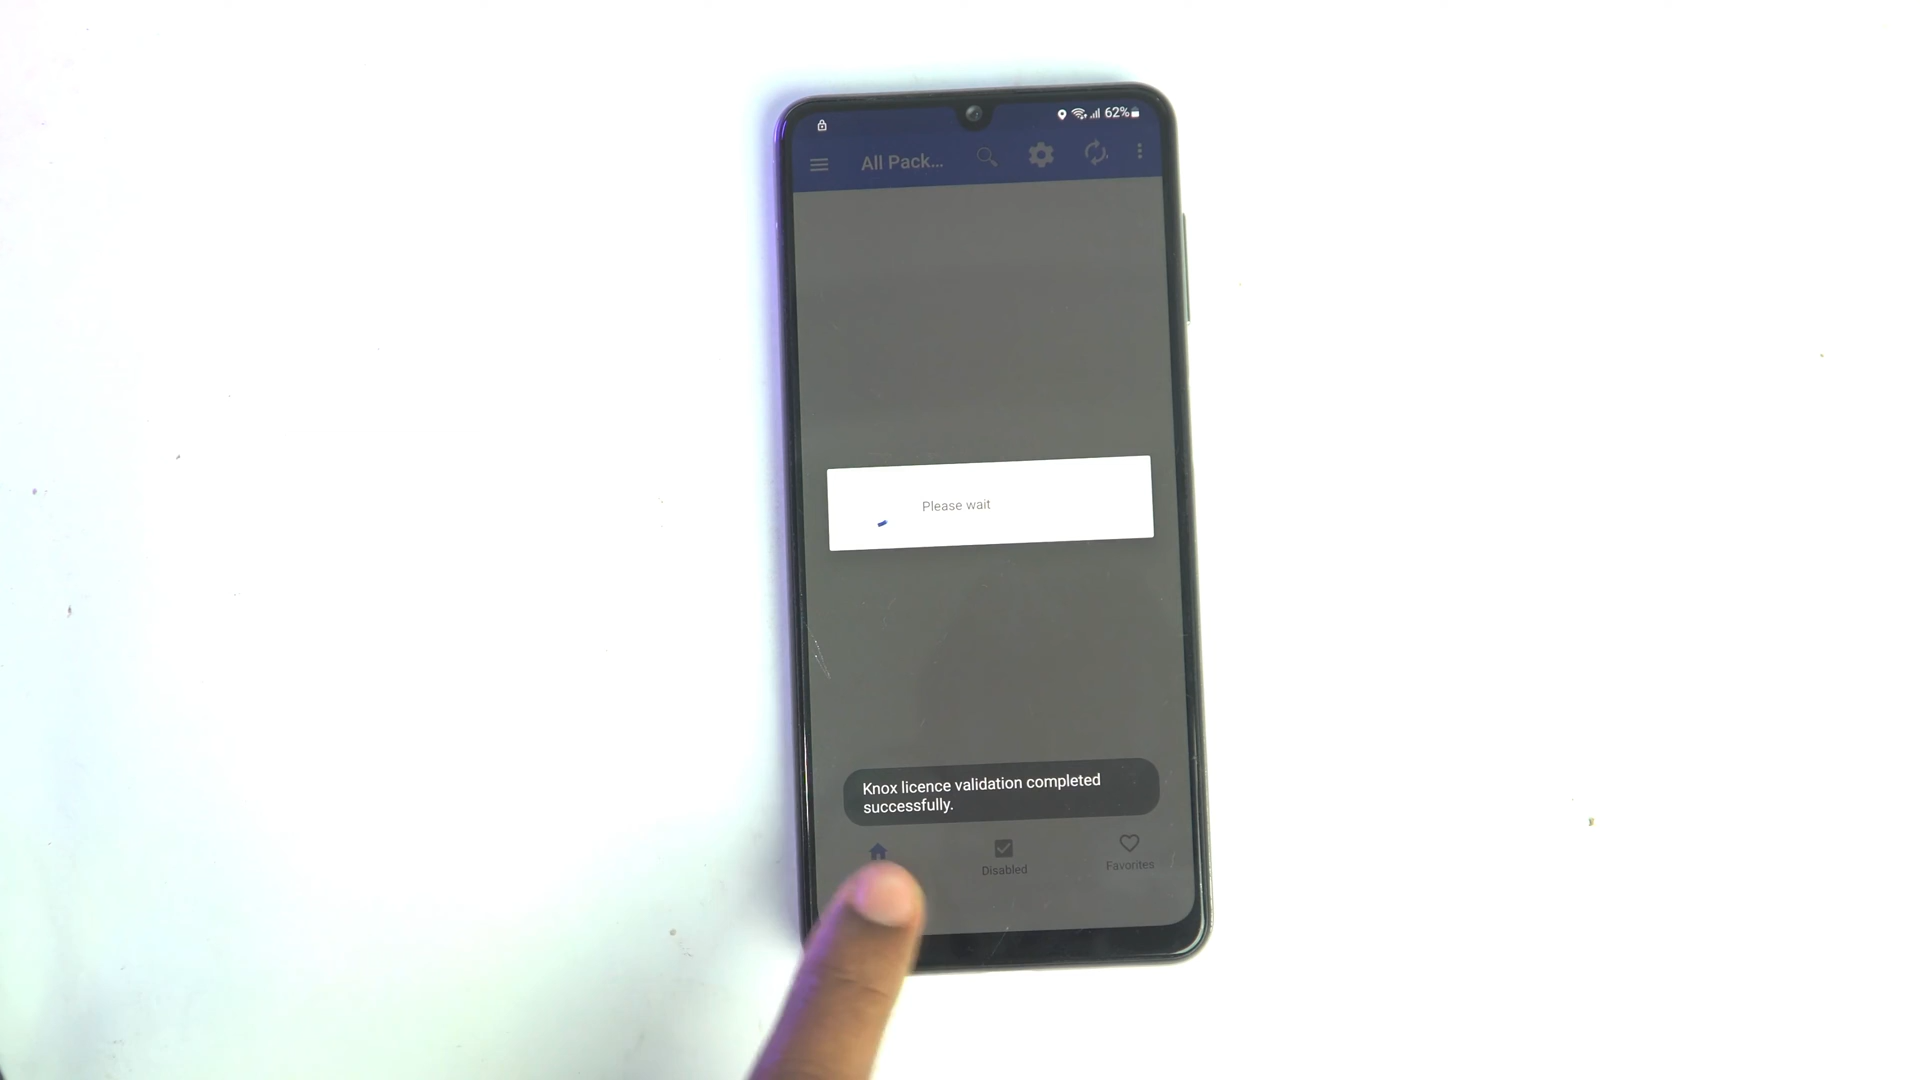 62%
All Pack...
Please wait
Knox licence validation completed
successfully.
Disabled
Favorites